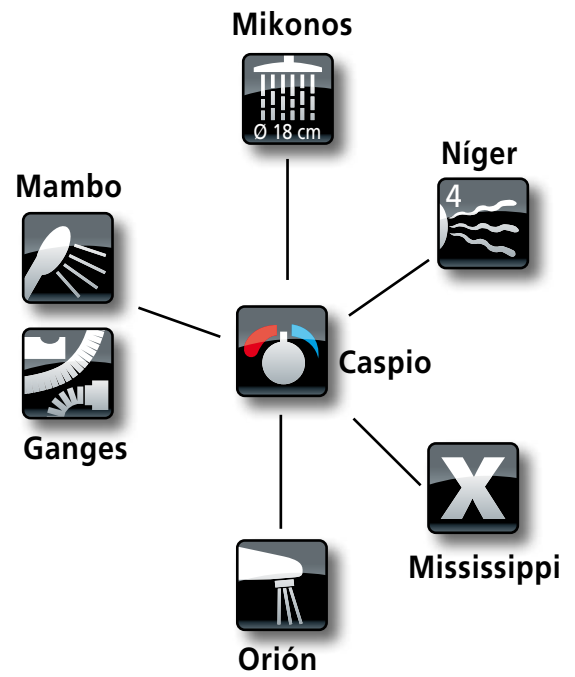 Mikonos
Ø 18 cm
Níger
4
Mambo
Caspio
Ganges
X
Mississippi
Orión